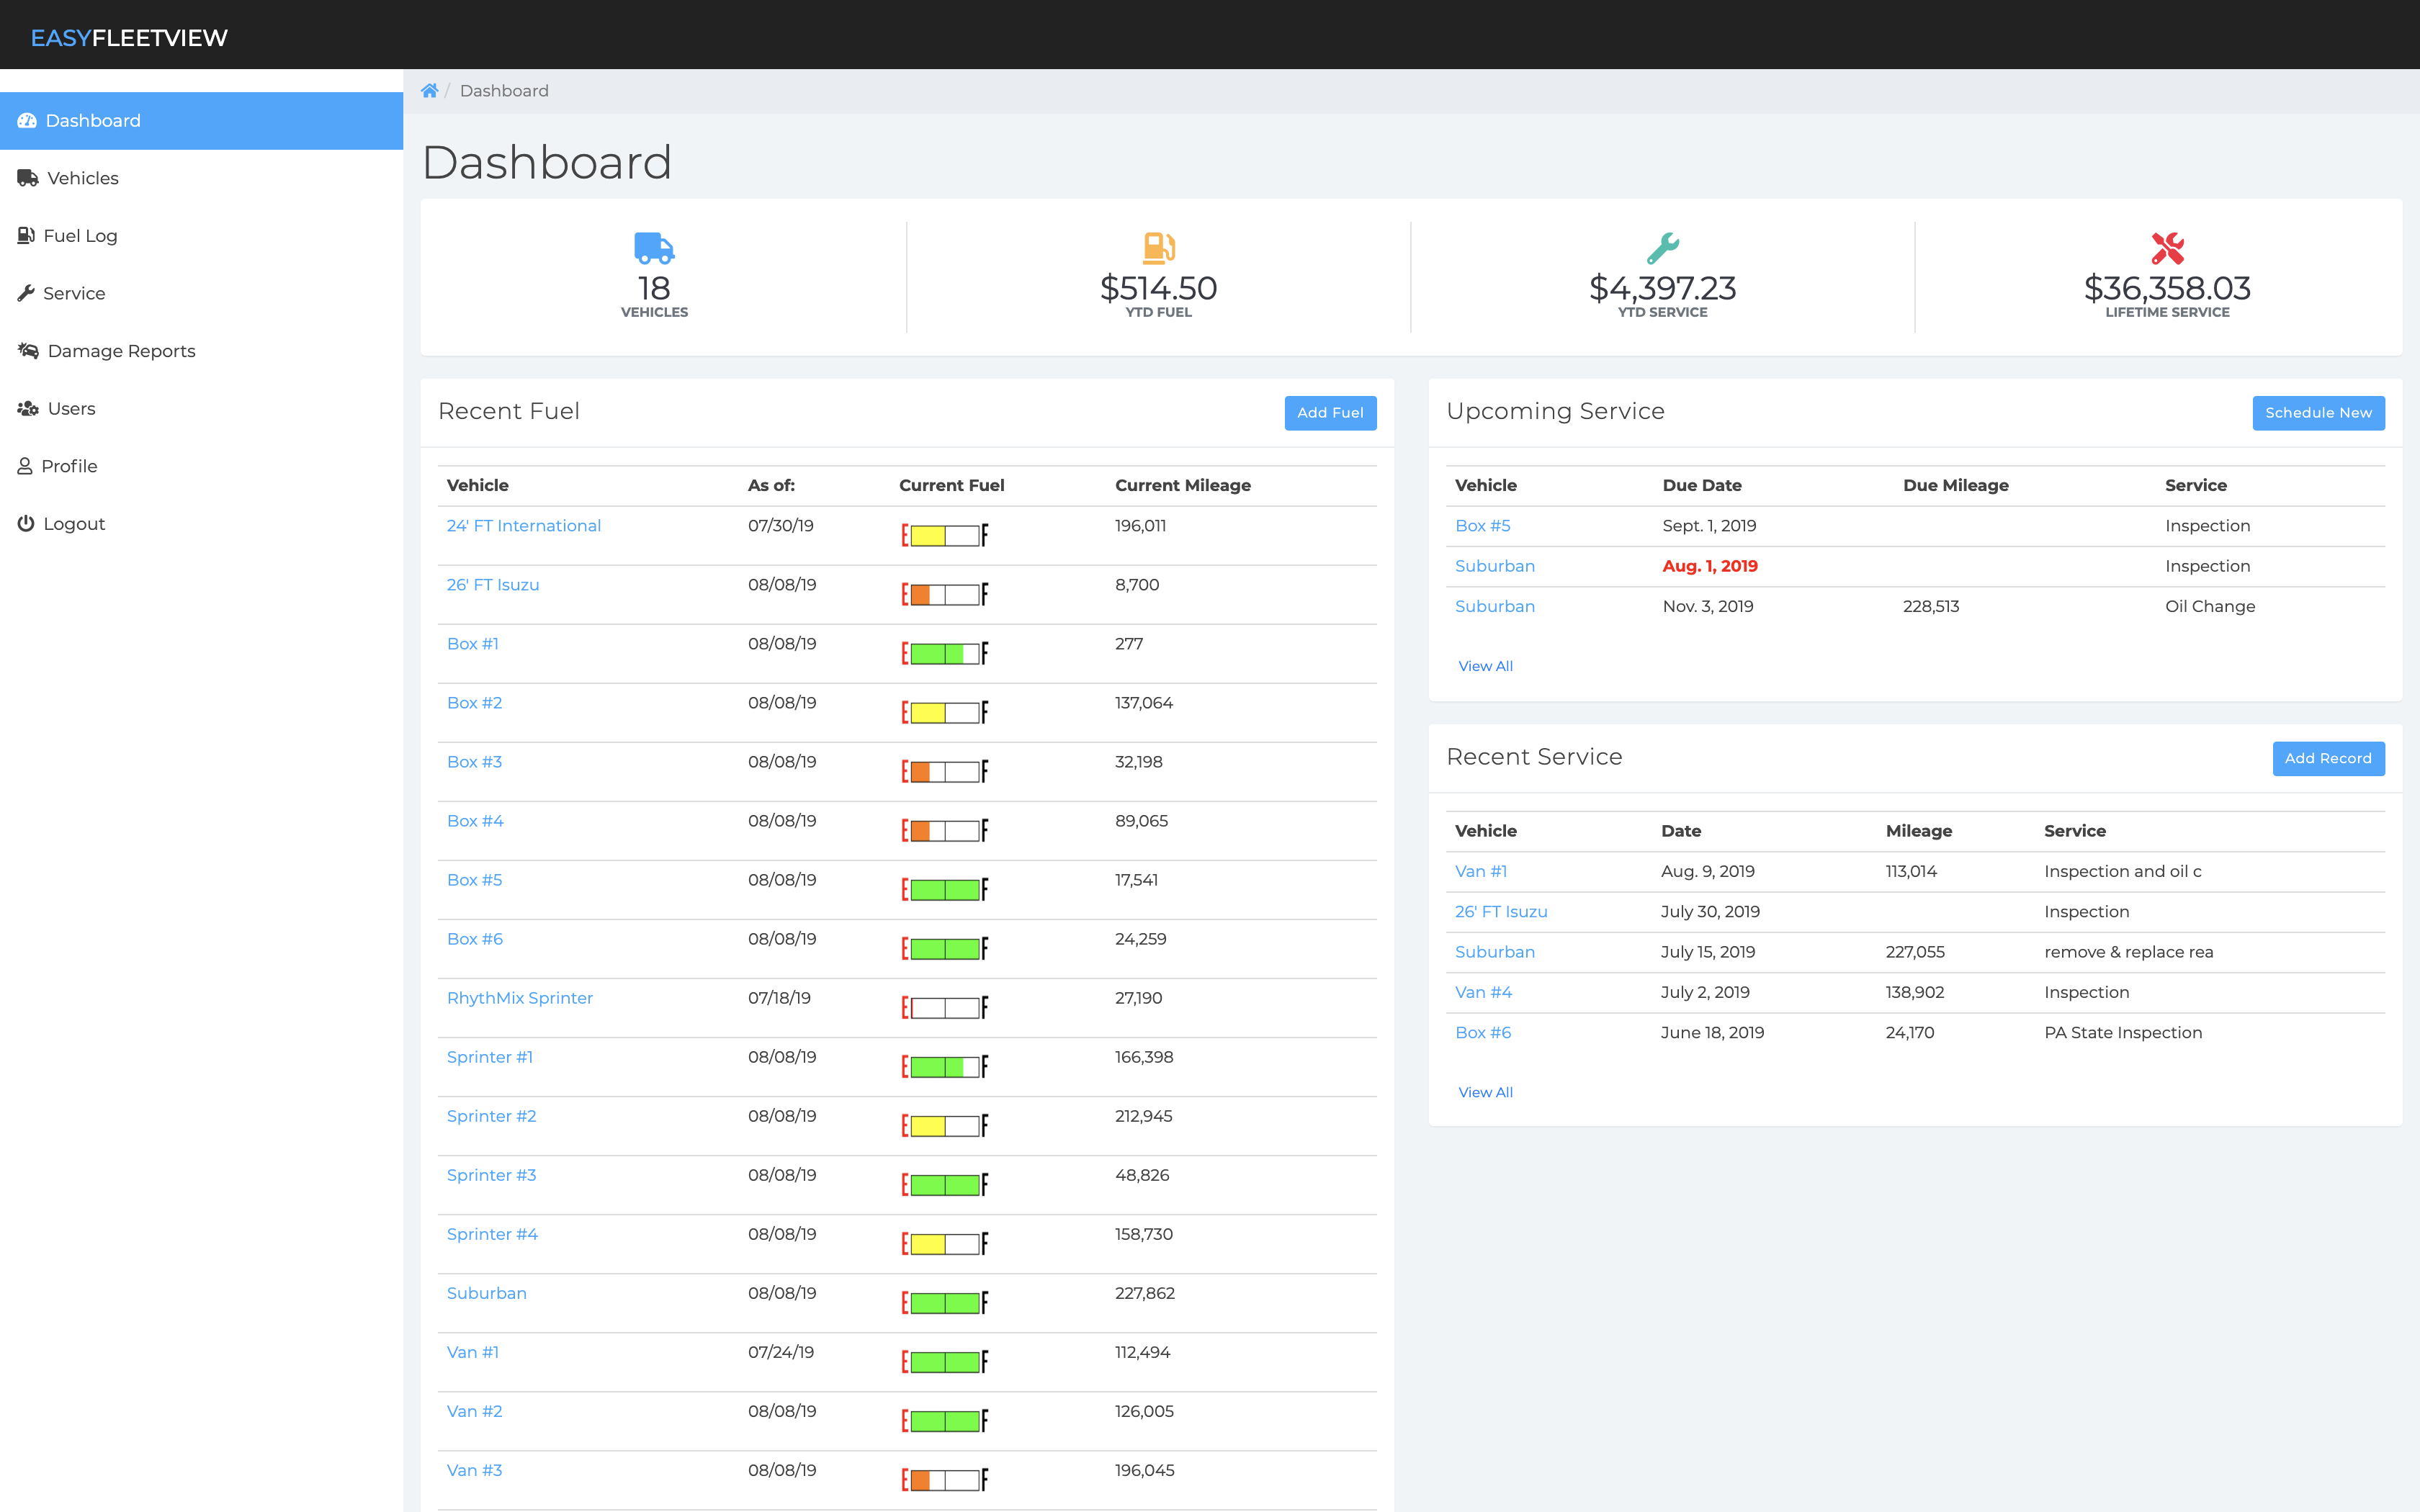 EASYFLEETVIEW
Dashboard
Vehicles
Fuel Log
Service
Damage Reports
Users
Profile
Logout
/ Dashboard
Dashboard
18
VEHICLES
$514.50
YTD FUEL
$4,397.23
YTD SERVICE
$36,358.03
LIFETIME SERVICE
Recent Fuel
Add Fuel
Vehicle As of: Current Fuel Current Mileage
24' FT International 07/30/19 E F 196,011
26' FT Isuzu 08/08/19 E F 8,700
Box #1 08/08/19 E F 277
Box #2 08/08/19 E F 137,064
Box #3 08/08/19 E F 32,198
Box #4 08/08/19 E F 89,065
Box #5 08/08/19 E F 17,541
Box #6 08/08/19 E F 24,259
RhythMix Sprinter 07/18/19 E F 27,190
Sprinter #1 08/08/19 E F 166,398
Sprinter #2 08/08/19 E F 212,945
Sprinter #3 08/08/19 E F 48,826
Sprinter #4 08/08/19 E F 158,730
Suburban 08/08/19 E F 227,862
Van #1 07/24/19 E F 112,494
Van #2 08/08/19 E F 126,005
Van #3 08/08/19 E F 196,045
Upcoming Service
Schedule New
Vehicle Due Date Due Mileage Service
Box #5 Sept. 1, 2019 Inspection
Suburban Aug. 1, 2019 Inspection
Suburban Nov. 3, 2019 228,513 Oil Change
View All
Recent Service
Add Record
Vehicle Date Mileage Service
Van #1 Aug. 9, 2019 113,014 Inspection and oil c
26' FT Isuzu July 30, 2019 Inspection
Suburban July 15, 2019 227,055 remove & replace rea
Van #4 July 2, 2019 138,902 Inspection
Box #6 June 18, 2019 24,170 PA State Inspection
View All